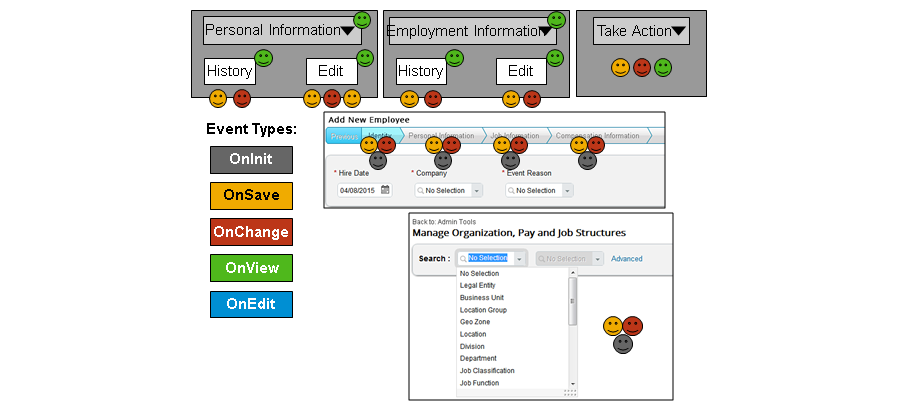 Personal Information
Employment Information
Take Action
History
Edit
History
Edit
Event Types:
OnInit
OnSave
OnChange
OnView
OnEdit
Add New Employee
Previous
Identity
Personal Information
Job Information
Compensation Information
* Hire Date
* Company
* Event Reason
04/08/2015
No Selection
No Selection
Back to: Admin Tools
Manage Organization, Pay and Job Structures
Search :
No Selection
No Selection
Advanced
No Selection
Legal Entity
Business Unit
Location Group
Geo Zone
Location
Division
Department
Job Classification
Job Function